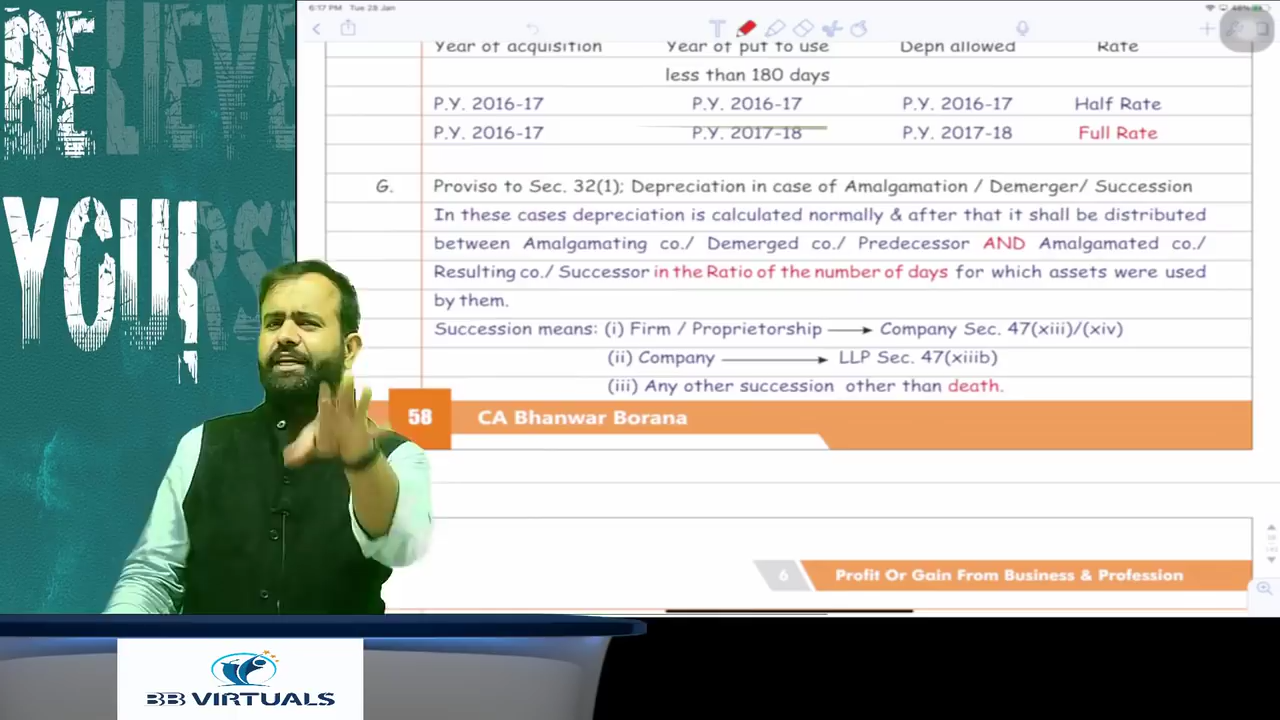 BELIEVE
YOURS
6:17 PM Tue 28 Jan
Year of acquisition Year of put to use Depn allowed Rate
less than 180 days
P.Y. 2016-17 P.Y. 2016-17 P.Y. 2016-17 Half Rate
P.Y. 2016-17 P.Y. 2017-18 P.Y. 2017-18 Full Rate
G. Proviso to Sec. 32(1); Depreciation in case of Amalgamation / Demerger/ Succession
In these cases depreciation is calculated normally & after that it shall be distributed
between Amalgamating co./ Demerged co./ Predecessor AND Amalgamated co./
Resulting co./ Successor in the Ratio of the number of days for which assets were used
by them.
Succession means: (i) Firm / Proprietorship → Company Sec. 47(xiii)/(xiv)
(ii) Company → LLP Sec. 47(xiiib)
(iii) Any other succession other than death.
58 CA Bhanwar Borana
6 Profit Or Gain From Business & Profession
BB VIRTUALS